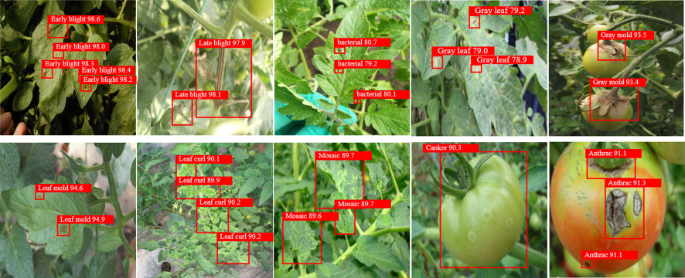 Early blight 98.6
Early blight 98.0
Early blight 98.3
Early blight 98.4
Early blight 98.2
Late blight 97.9
Late blight 98.1
bacterial 80.7
bacterial 79.2
bacterial 80.1
Gray leaf 79.2
Gray leaf 79.0
Gray leaf 78.9
Gray mold 93.5
Gray mold 93.4
Leaf mold 94.6
Leaf mold 94.9
Leaf curl 90.1
Leaf curl 89.9
Leaf curl 90.2
Leaf curl 90.2
Mosaic 89.7
Mosaic 89.7
Mosaic 89.6
Canker 90.3
Anthrac 91.1
Anthrac 91.3
Anthrac 91.1